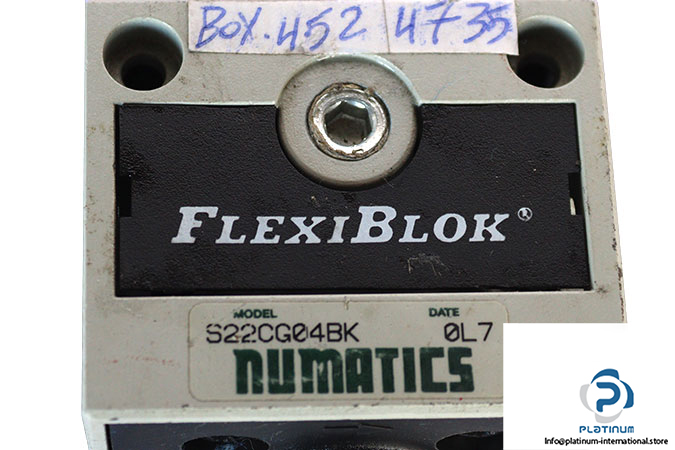 BOX.452 4735
FLEXIBLOK®
MODEL DATE
S22CG04BK 0L7
NUMATICS
PLATINUM
Info@platinum-international.store